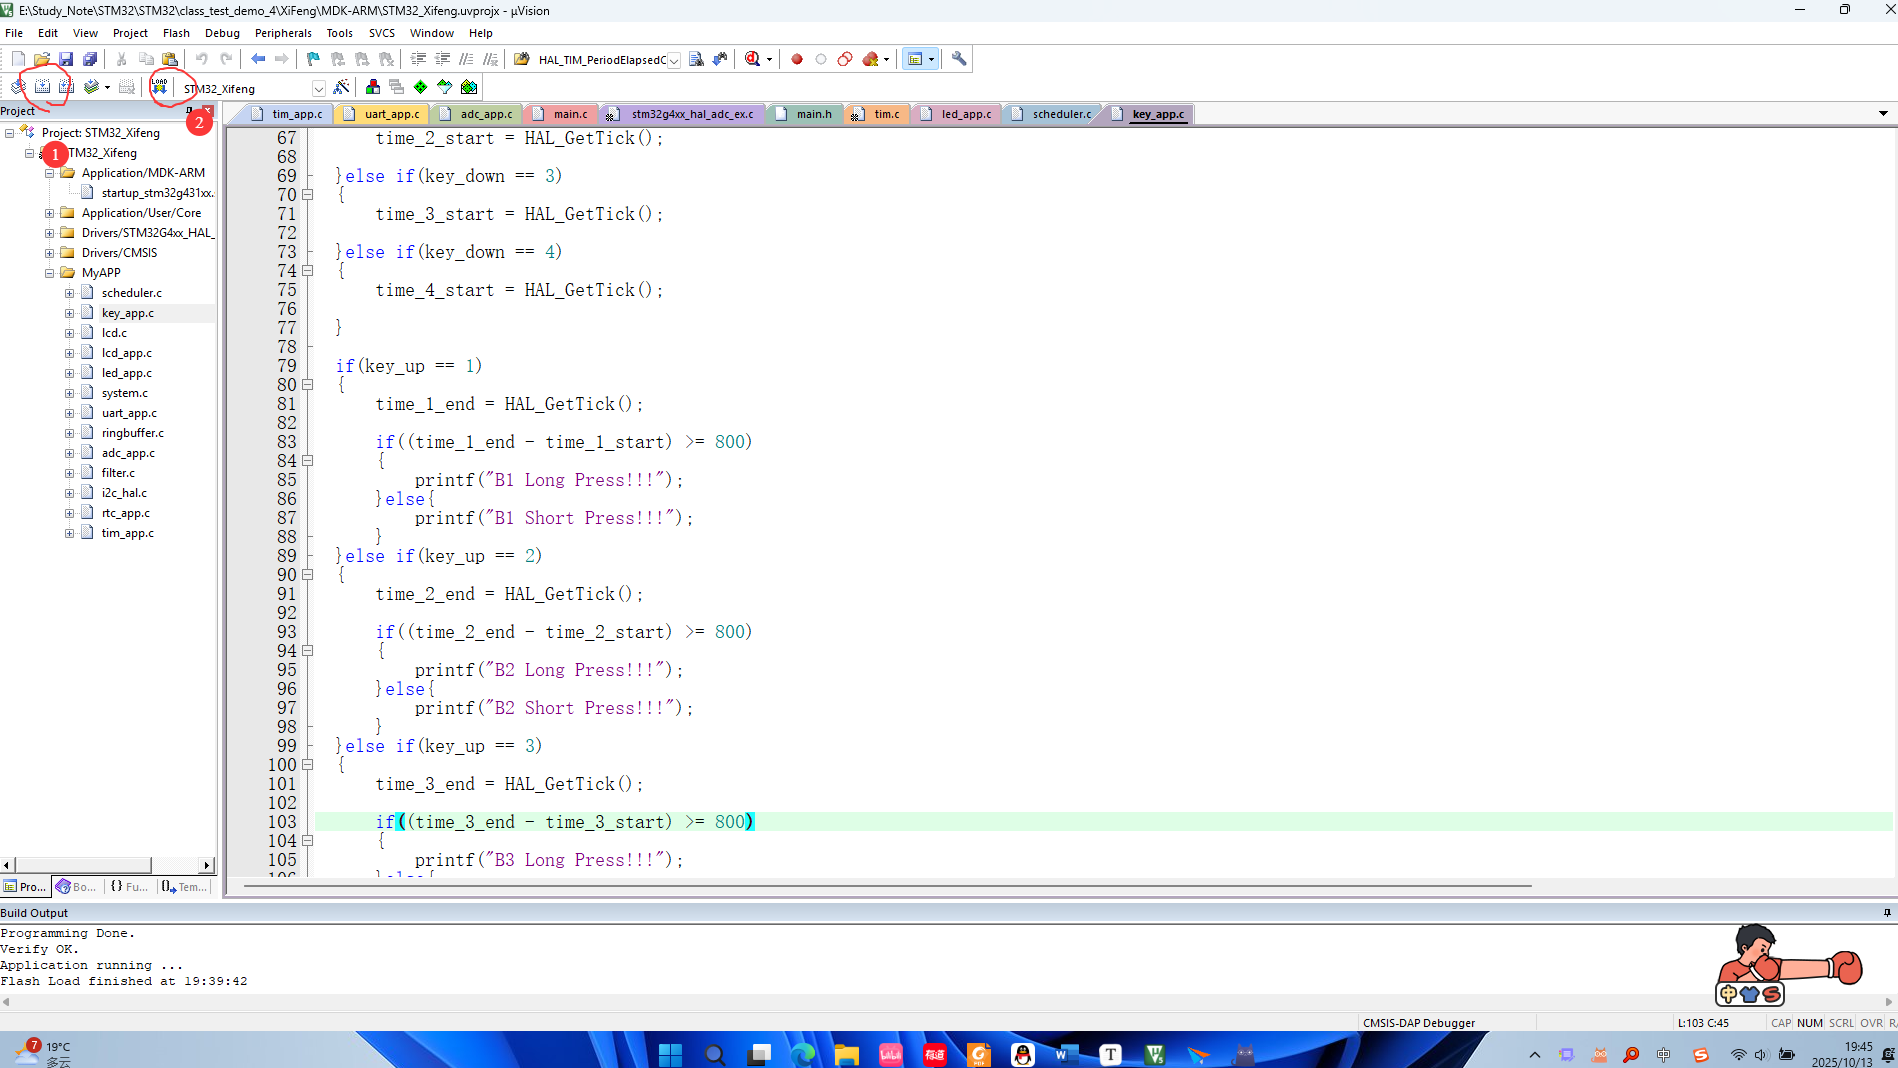 E:\Study_Note\STM32\STM32\class_test_demo_4\XiFeng\MDK-ARM\STM32_Xifeng.uvprojx - µVision
File Edit View Project Flash Debug Peripherals Tools SVCS Window Help
HAL_TIM_PeriodElapsedC
LOAD
STM32_Xifeng
Project
2
1
Project: STM32_Xifeng
TM32_Xifeng
Application/MDK-ARM
startup_stm32g431xx.
Application/User/Core
Drivers/STM32G4xx_HAL_
Drivers/CMSIS
MyAPP
scheduler.c
key_app.c
lcd.c
lcd_app.c
led_app.c
system.c
uart_app.c
ringbuffer.c
adc_app.c
filter.c
i2c_hal.c
rtc_app.c
tim_app.c
Pro... Bo... {} Fu... Tem...
tim_app.c uart_app.c adc_app.c main.c stm32g4xx_hal_adc_ex.c main.h tim.c led_app.c scheduler.c key_app.c
67 time_2_start = HAL_GetTick();
68
69 }else if(key_down == 3)
70 {
71 time_3_start = HAL_GetTick();
72
73 }else if(key_down == 4)
74 {
75 time_4_start = HAL_GetTick();
76
77 }
78
79 if(key_up == 1)
80 {
81 time_1_end = HAL_GetTick();
82
83 if((time_1_end - time_1_start) >= 800)
84 {
85 printf("B1 Long Press!!!");
86 }else{
87 printf("B1 Short Press!!!");
88 }
89 }else if(key_up == 2)
90 {
91 time_2_end = HAL_GetTick();
92
93 if((time_2_end - time_2_start) >= 800)
94 {
95 printf("B2 Long Press!!!");
96 }else{
97 printf("B2 Short Press!!!");
98 }
99 }else if(key_up == 3)
100 {
101 time_3_end = HAL_GetTick();
102
103 if((time_3_end - time_3_start) >= 800)
104 {
105 printf("B3 Long Press!!!");
106 }else{
Build Output
Programming Done.
Verify OK.
Application running ...
Flash Load finished at 19:39:42
中 S
CMSIS-DAP Debugger L:103 C:45 CAP NUM SCRL OVR R/
7
19°C
多云
LoLo 有道 PDF W T 中 S
19:45
2025/10/13